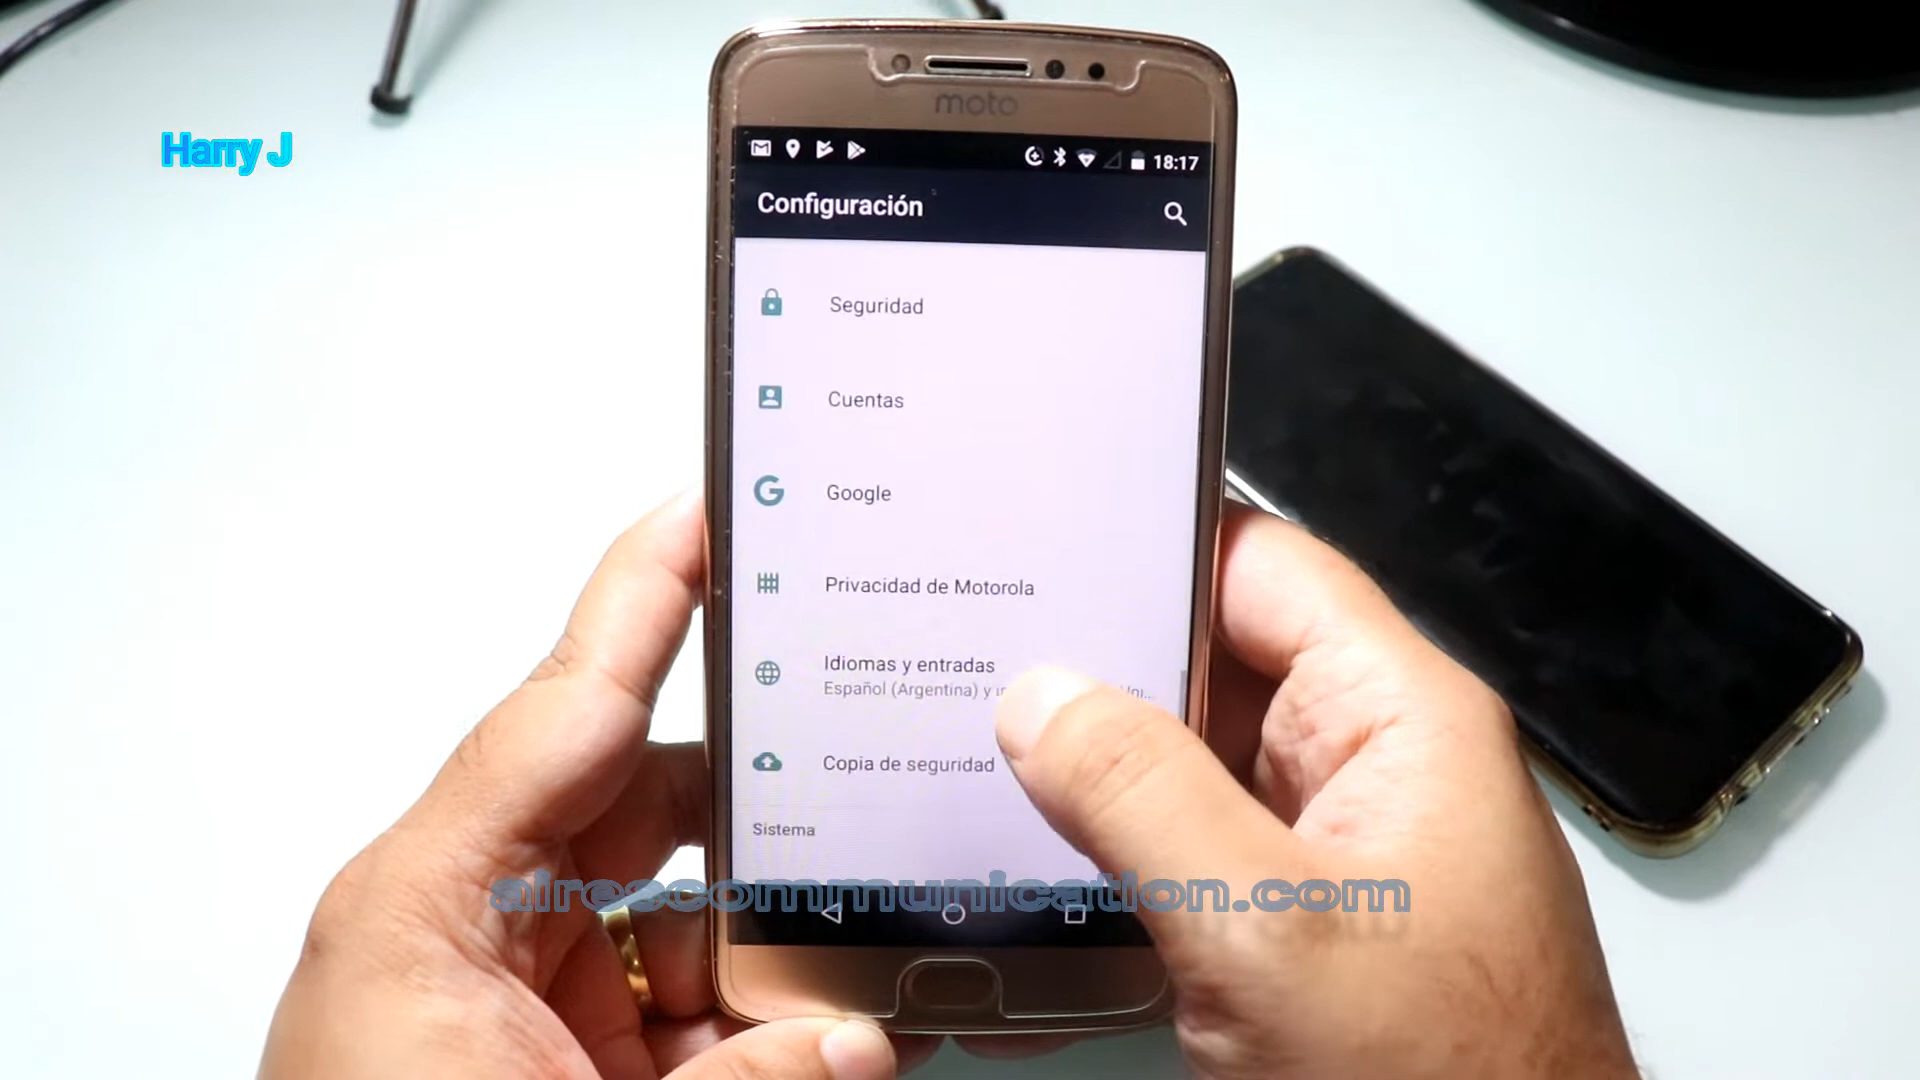 Harry J
moto
18:17
Configuración
Seguridad
Cuentas
Google
Privacidad de Motorola
Idiomas y entradas
Español (Argentina) y
Copia de seguridad
Sistema
airescommunication.com